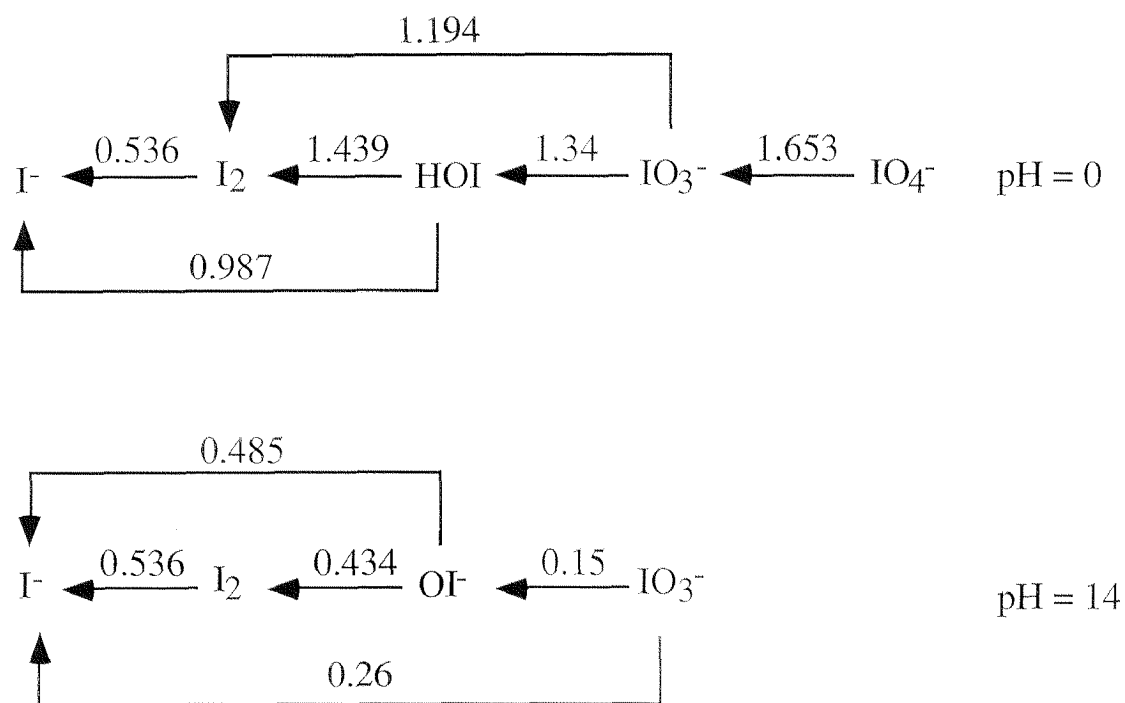 1.194
0.536 1.439 1.34 1.653
I⁻ I₂ HOI IO₃⁻ IO₄⁻ pH = 0
0.987
0.485
0.536 0.434 0.15
I⁻ I₂ OI⁻ IO₃⁻ pH = 14
0.26